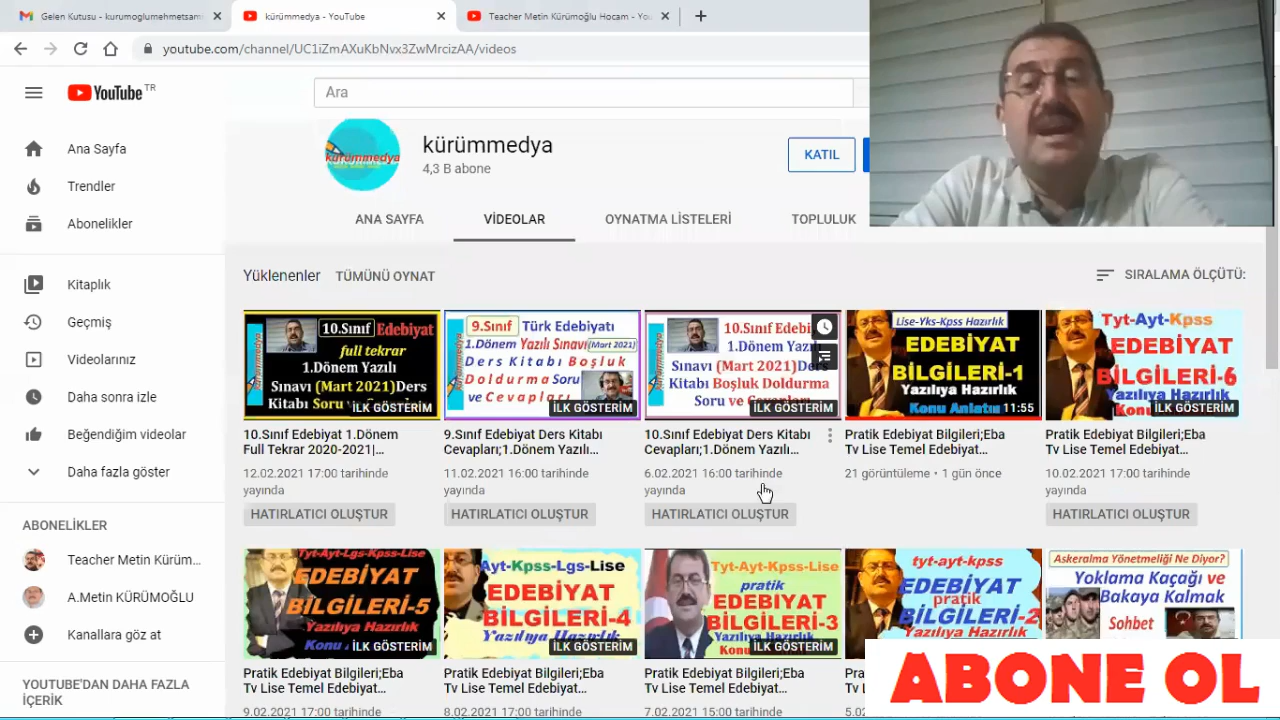 Gelen Kutusu - kurumoglumehmetsam
kürümmedya - YouTube
Teacher Metin Kürümoğlu Hocam - You
youtube.com/channel/UC1iZmAXuKbNvx3ZwMrcizAA/videos
YouTube TR
Ara
Ana Sayfa
Trendler
Abonelikler
Kitaplık
Geçmiş
Videolarınız
Daha sonra izle
Beğendiğim videolar
Daha fazla göster
ABONELİKLER
Teacher Metin Kürüm...
A.Metin KÜRÜMOĞLU
Kanallara göz at
YOUTUBE'DAN DAHA FAZLA
İÇERİK
kürümmedya
kürümmedya
4,3 B abone
KATIL
ANA SAYFA
VİDEOLAR
OYNATMA LİSTELERİ
TOPLULUK
Yüklenenler
TÜMÜNÜ OYNAT
SIRALAMA ÖLÇÜTÜ:
10.Sınıf Edebiyat
full tekrar
1.Dönem Yazılı
Sınavı (Mart 2021)Ders
Kitabı Soru
İLK GÖSTERİM
10.Sınıf Edebiyat 1.Dönem
Full Tekrar 2020-2021|...
12.02.2021 17:00 tarihinde
yayında
HATIRLATICI OLUŞTUR
9.Sınıf Türk Edebiyatı
1.Dönem Yazılı Sınavı (Mart 2021)
Ders Kitabı Boşluk
Doldurma Soru
ve Cevapları
İLK GÖSTERİM
9.Sınıf Edebiyat Ders Kitabı
Cevapları;1.Dönem Yazılı...
11.02.2021 16:00 tarihinde
yayında
HATIRLATICI OLUŞTUR
10.Sınıf Edebi
1.Dönem Yazılı
Sınavı (Mart 2021) Ders
Kitabı Boşluk Doldurma
Soru ve Cevapları
İLK GÖSTERİM
10.Sınıf Edebiyat Ders Kitabı
Cevapları;1.Dönem Yazılı...
6.02.2021 16:00 tarihinde
yayında
HATIRLATICI OLUŞTUR
Lise-Yks-Kpss Hazırlık
EDEBİYAT
BİLGİLERİ-1
Yazılıya Hazırlık
Konu Anlatım
11:55
Pratik Edebiyat Bilgileri;Eba
Tv Lise Temel Edebiyat...
21 görüntüleme • 1 gün önce
Tyt-Ayt-Kpss
EDEBİYAT
BİLGİLERİ-6
Yazılıya Hazırlık
İLK GÖSTERİM
Pratik Edebiyat Bilgileri;Eba
Tv Lise Temel Edebiyat...
10.02.2021 17:00 tarihinde
yayında
HATIRLATICI OLUŞTUR
Tyt-Ayt-Lgs-Kpss-Lise
EDEBİYAT
BİLGİLERİ-5
Yazılıya Hazırlık
Konu
İLK GÖSTERİM
Pratik Edebiyat Bilgileri;Eba
Tv Lise Temel Edebiyat...
9.02.2021 17:00 tarihinde
Ayt-Kpss-Lgs-Lise
EDEBİYAT
BİLGİLERİ-4
Yazılıya Hazırlık
İLK GÖSTERİM
Pratik Edebiyat Bilgileri;Eba
Tv Lise Temel Edebiyat...
8.02.2021 17:00 tarihinde
Tyt-Ayt-Kpss-Lise
pratik
EDEBİYAT
BİLGİLERİ-3
Yazılıya Hazırlık
İLK GÖSTERİM
Pratik Edebiyat Bilgileri;Eba
Tv Lise Temel Edebiyat...
7.02.2021 15:00 tarihinde
tyt-ayt-kpss
EDEBİYAT
pratik
BİLGİLERİ-2
Yazılıya Hazırlık
Askeralma Yönetmeliği Ne Diyor?
Yoklama Kaçağı ve
Bakaya Kalmak
Sohbet
ABONE OL